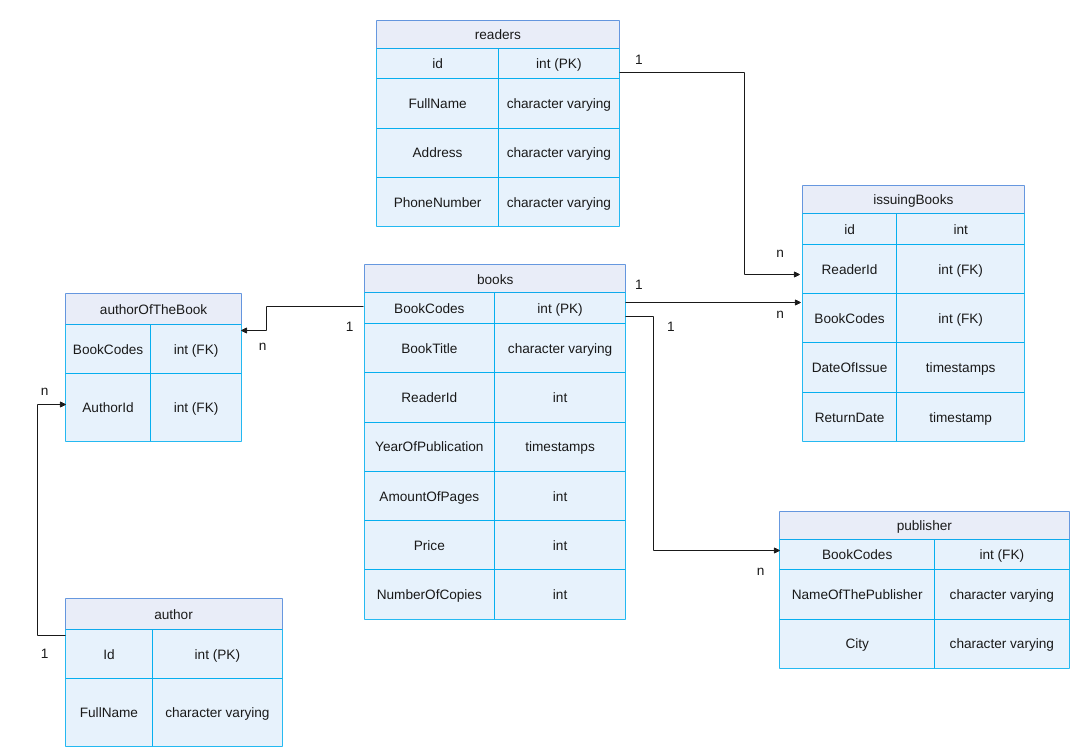 readers
id int (PK)
FullName character varying
Address character varying
PhoneNumber character varying
1
n
issuingBooks
id int
ReaderId int (FK)
BookCodes int (FK)
DateOfIssue timestamps
ReturnDate timestamp
books
BookCodes int (PK)
BookTitle character varying
ReaderId int
YearOfPublication timestamps
AmountOfPages int
Price int
NumberOfCopies int
1
n
1
n
1
n
authorOfTheBook
BookCodes int (FK)
AuthorId int (FK)
n
1
author
Id int (PK)
FullName character varying
publisher
BookCodes int (FK)
NameOfThePublisher character varying
City character varying